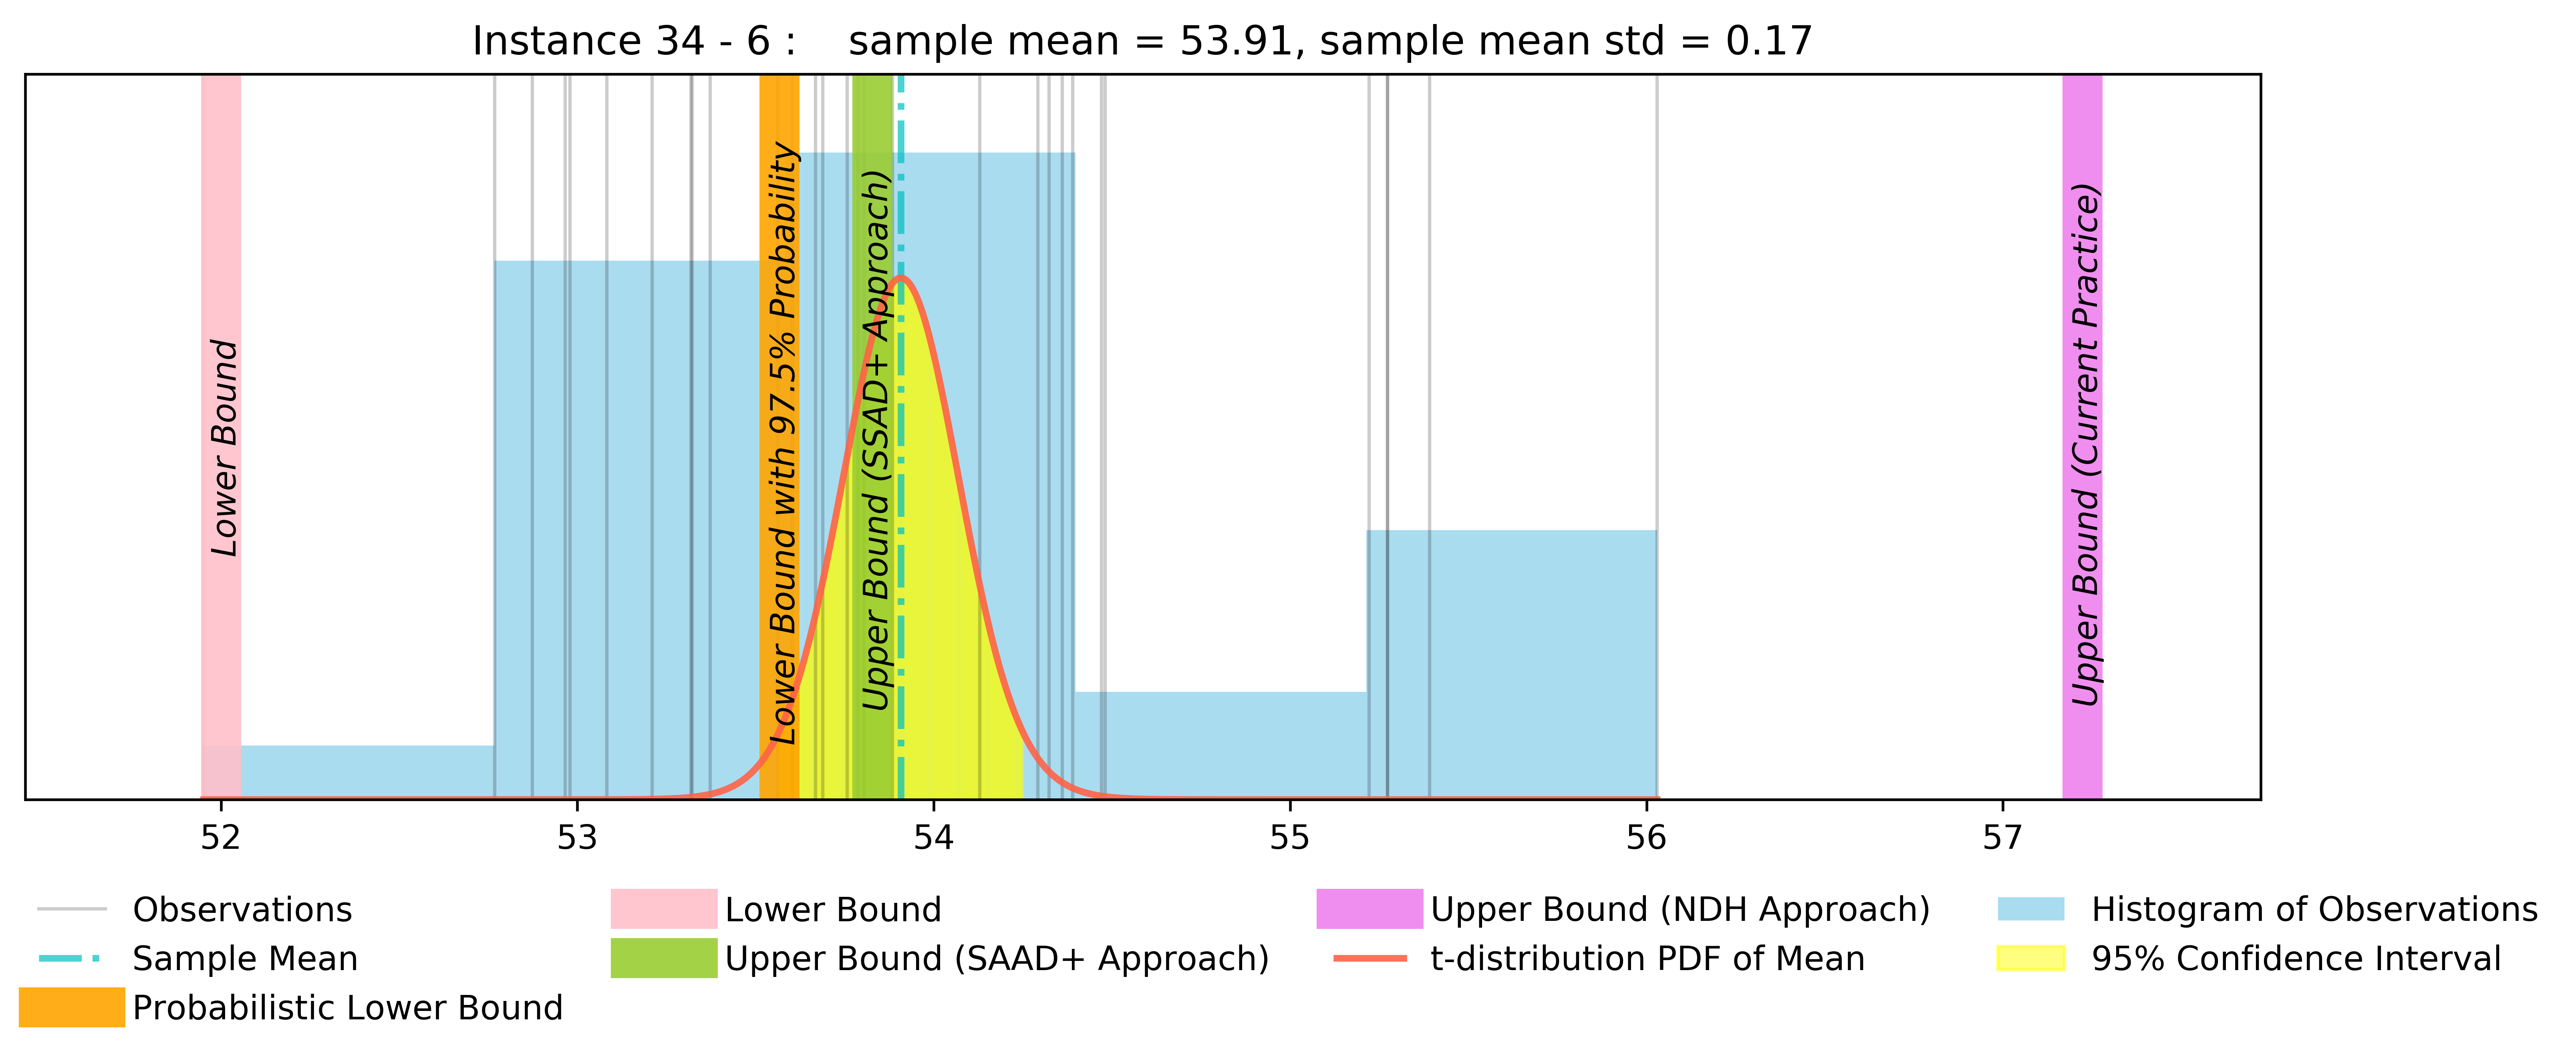 Instance 34 - 6 :    sample mean = 53.91, sample mean std = 0.17
Lower Bound
Lower Bound with 97.5% Probability
Upper Bound (SSAD+ Approach)
Upper Bound (Current Practice)
52 53 54 55 56 57
Observations
Sample Mean
Probabilistic Lower Bound
Lower Bound
Upper Bound (SAAD+ Approach)
Upper Bound (NDH Approach)
t-distribution PDF of Mean
Histogram of Observations
95% Confidence Interval